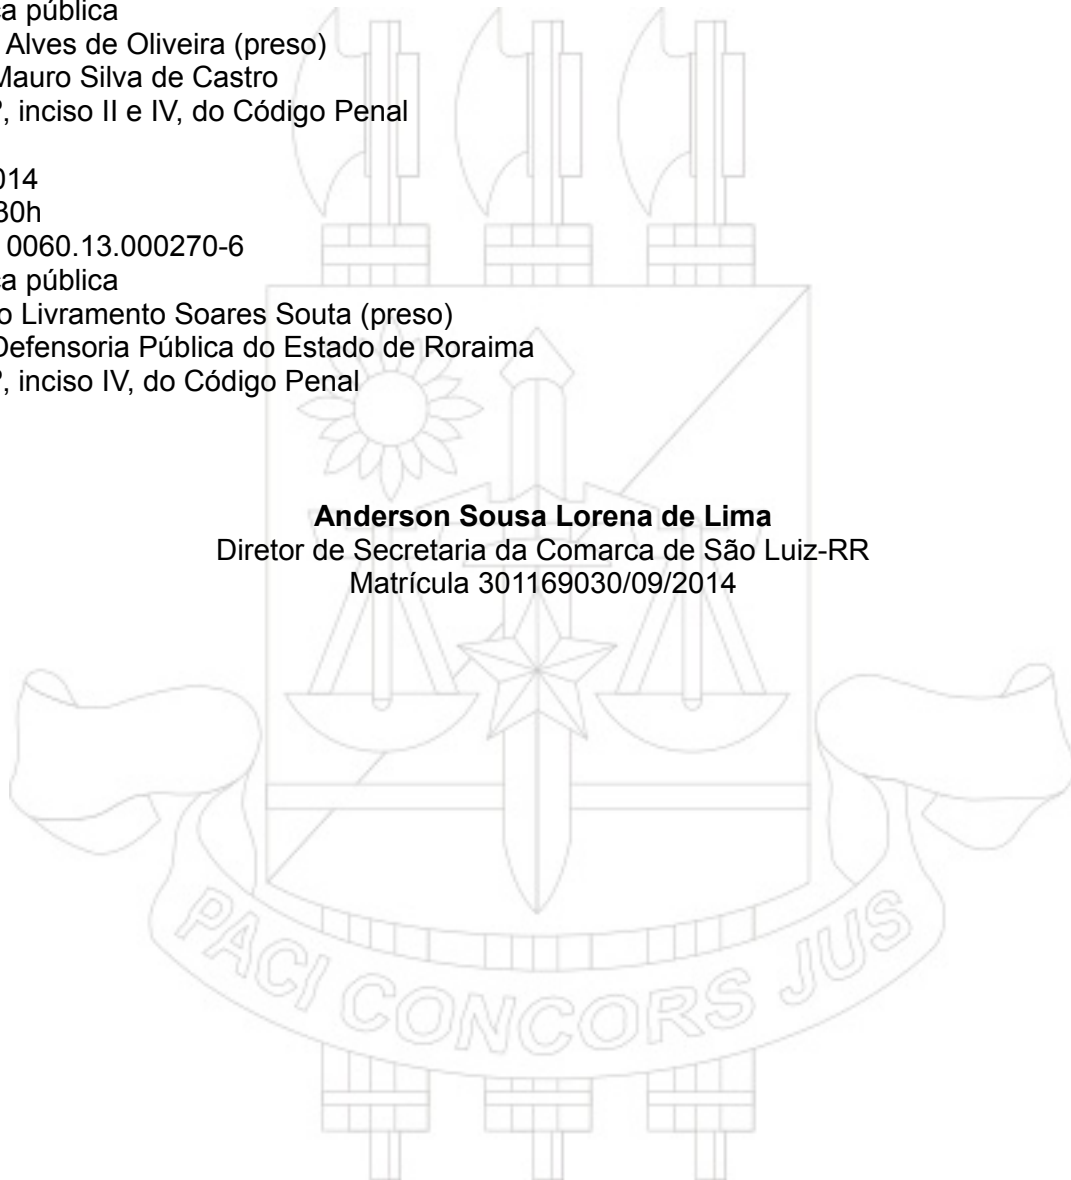 ca pública
Alves de Oliveira (preso)
Mauro Silva de Castro
º, inciso II e IV, do Código Penal
014
30h
0060.13.000270-6
ca pública
o Livramento Soares Souta (preso)
Defensoria Pública do Estado de Roraima
º, inciso IV, do Código Penal
Anderson Sousa Lorena de Lima
Diretor de Secretaria da Comarca de São Luiz-RR
Matrícula 301169030/09/2014
PACI CONCORS JUS